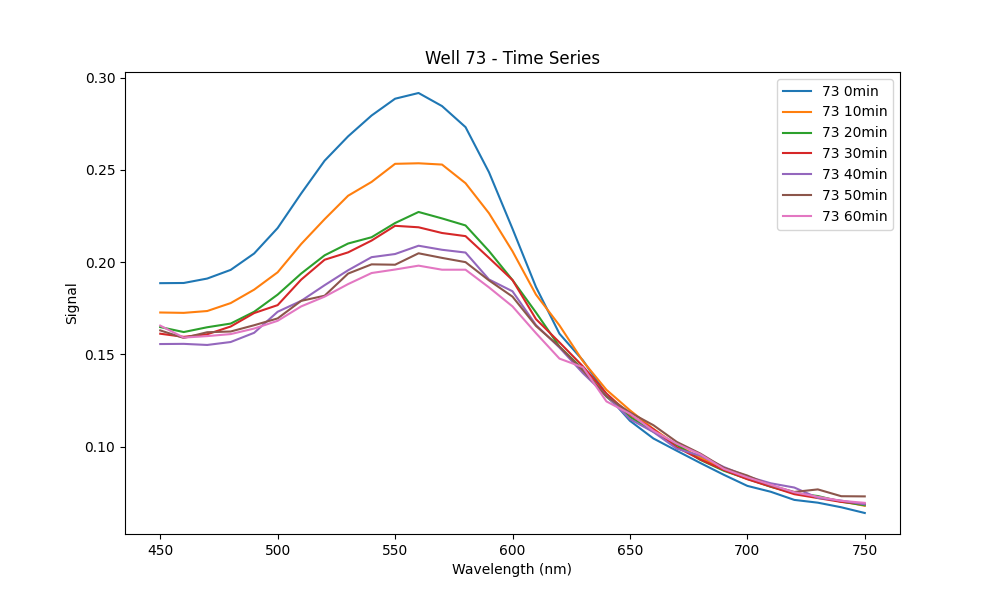 Well 73 - Time Series
Signal
0.30
0.25
0.20
0.15
0.10
450
500
550
600
650
700
750
Wavelength (nm)
73 0min
73 10min
73 20min
73 30min
73 40min
73 50min
73 60min